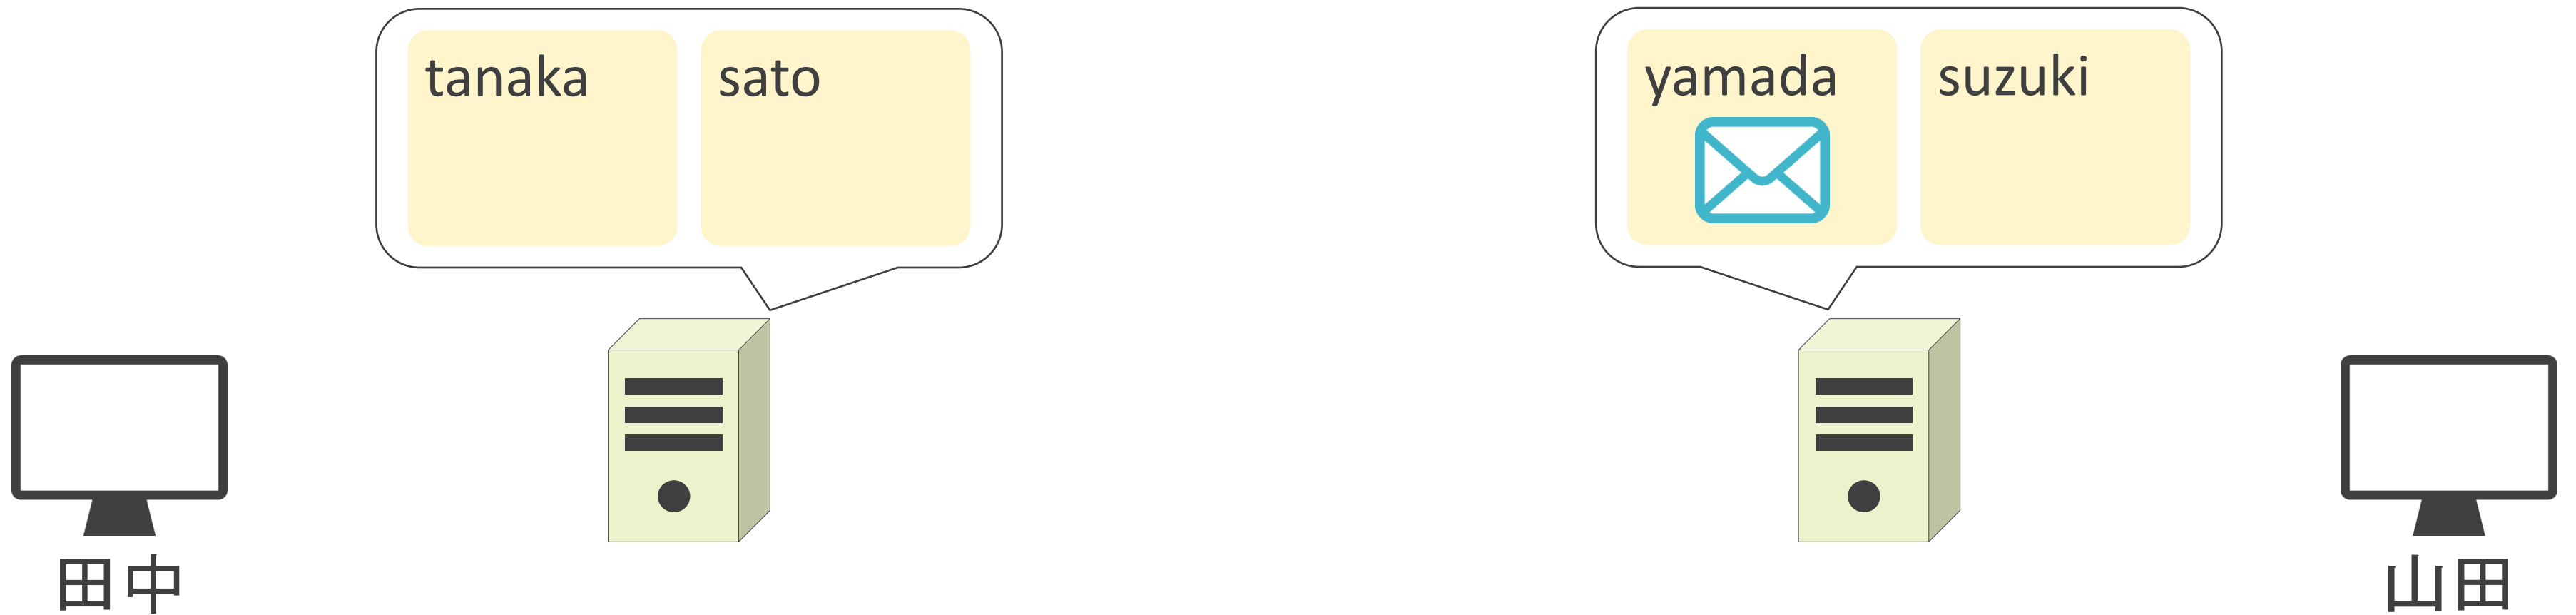 tanaka
sato
yamada
suzuki
田中
山田